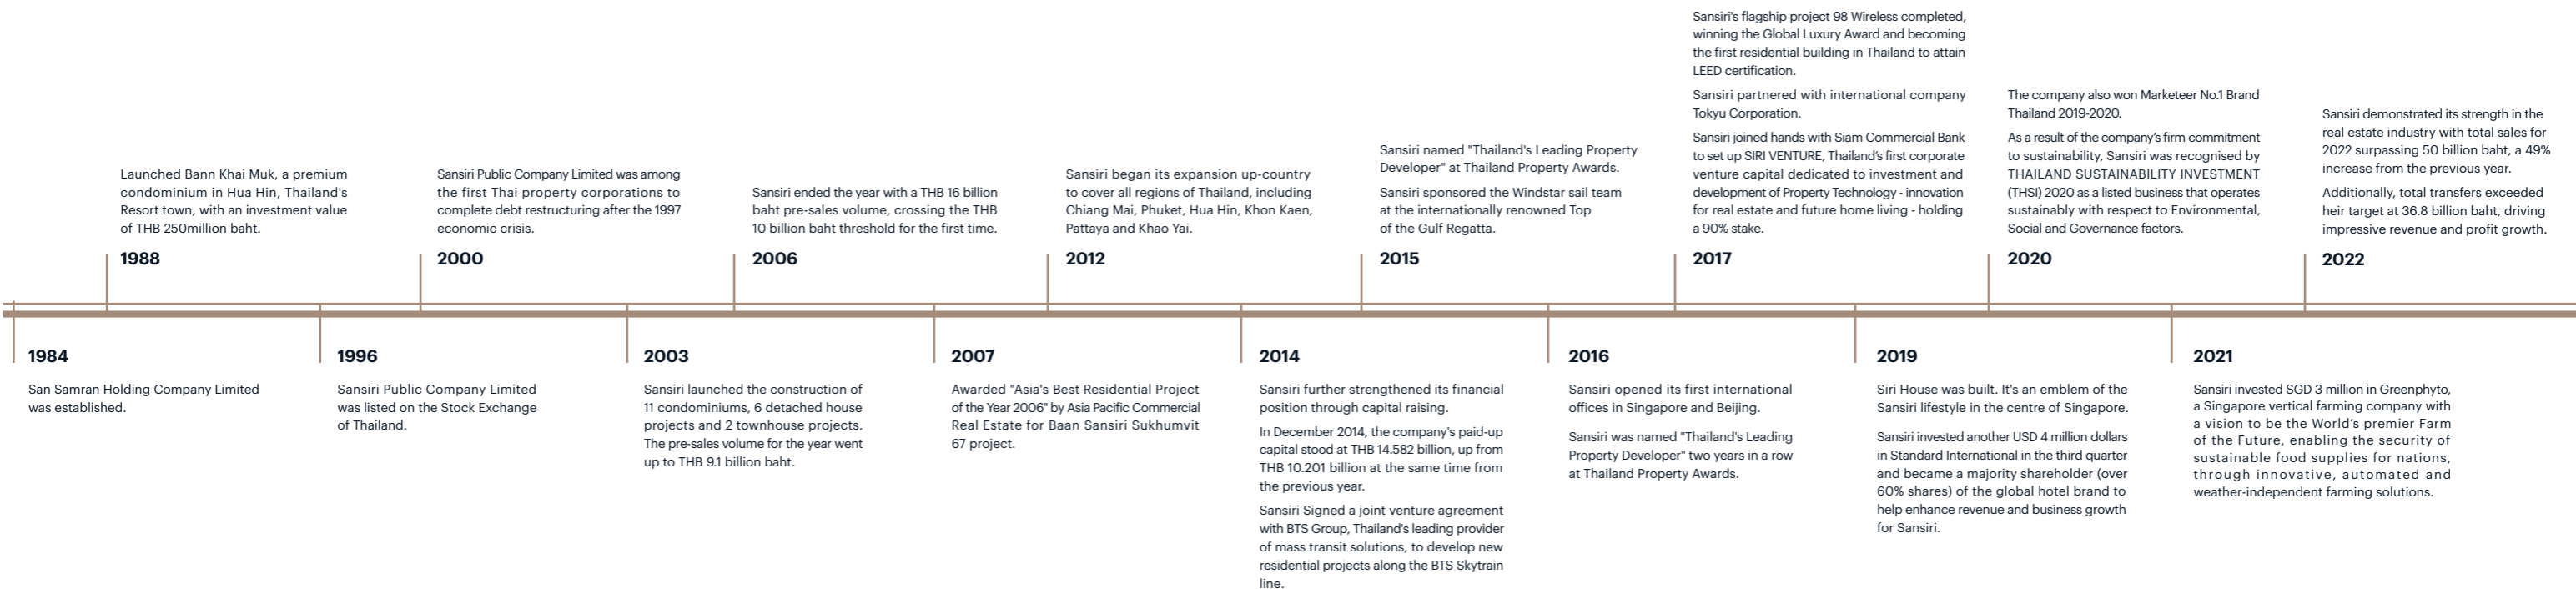 Launched Bann Khai Muk, a premium
condominium in Hua Hin, Thailand's
Resort town, with an investment value
of THB 250million baht.
1988
Sansiri Public Company Limited was among
the first Thai property corporations to
complete debt restructuring after the 1997
economic crisis.
2000
Sansiri ended the year with a THB 16 billion
baht pre-sales volume, crossing the THB
10 billion baht threshold for the first time.
2006
Sansiri began its expansion up-country
to cover all regions of Thailand, including
Chiang Mai, Phuket, Hua Hin, Khon Kaen,
Pattaya and Khao Yai.
2012
Sansiri named "Thailand's Leading Property
Developer" at Thailand Property Awards.
Sansiri sponsored the Windstar sail team
at the internationally renowned Top
of the Gulf Regatta.
2015
Sansiri's flagship project 98 Wireless completed,
winning the Global Luxury Award and becoming
the first residential building in Thailand to attain
LEED certification.
Sansiri partnered with international company
Tokyu Corporation.
Sansiri joined hands with Siam Commercial Bank
to set up SIRI VENTURE, Thailand's first corporate
venture capital dedicated to investment and
development of Property Technology - innovation
for real estate and future home living - holding
a 90% stake.
2017
The company also won Marketeer No.1 Brand
Thailand 2019-2020.
As a result of the company's firm commitment
to sustainability, Sansiri was recognised by
THAILAND SUSTAINABILITY INVESTMENT
(THSI) 2020 as a listed business that operates
sustainably with respect to Environmental,
Social and Governance factors.
2020
Sansiri demonstrated its strength in the
real estate industry with total sales for
2022 surpassing 50 billion baht, a 49%
increase from the previous year.
Additionally, total transfers exceeded
heir target at 36.8 billion baht, driving
impressive revenue and profit growth.
2022
1984
San Samran Holding Company Limited
was established.
1996
Sansiri Public Company Limited
was listed on the Stock Exchange
of Thailand.
2003
Sansiri launched the construction of
11 condominiums, 6 detached house
projects and 2 townhouse projects.
The pre-sales volume for the year went
up to THB 9.1 billion baht.
2007
Awarded "Asia's Best Residential Project
of the Year 2006" by Asia Pacific Commercial
Real Estate for Baan Sansiri Sukhumvit
67 project.
2014
Sansiri further strengthened its financial
position through capital raising.
In December 2014, the company's paid-up
capital stood at THB 14.582 billion, up from
THB 10.201 billion at the same time from
the previous year.
Sansiri Signed a joint venture agreement
with BTS Group, Thailand's leading provider
of mass transit solutions, to develop new
residential projects along the BTS Skytrain
line.
2016
Sansiri opened its first international
offices in Singapore and Beijing.
Sansiri was named "Thailand's Leading
Property Developer" two years in a row
at Thailand Property Awards.
2019
Siri House was built. It's an emblem of the
Sansiri lifestyle in the centre of Singapore.
Sansiri invested another USD 4 million dollars
in Standard International in the third quarter
and became a majority shareholder (over
60% shares) of the global hotel brand to
help enhance revenue and business growth
for Sansiri.
2021
Sansiri invested SGD 3 million in Greenphyto,
a Singapore vertical farming company with
a vision to be the World's premier Farm
of the Future, enabling the security of
sustainable food supplies for nations,
through innovative, automated and
weather-independent farming solutions.